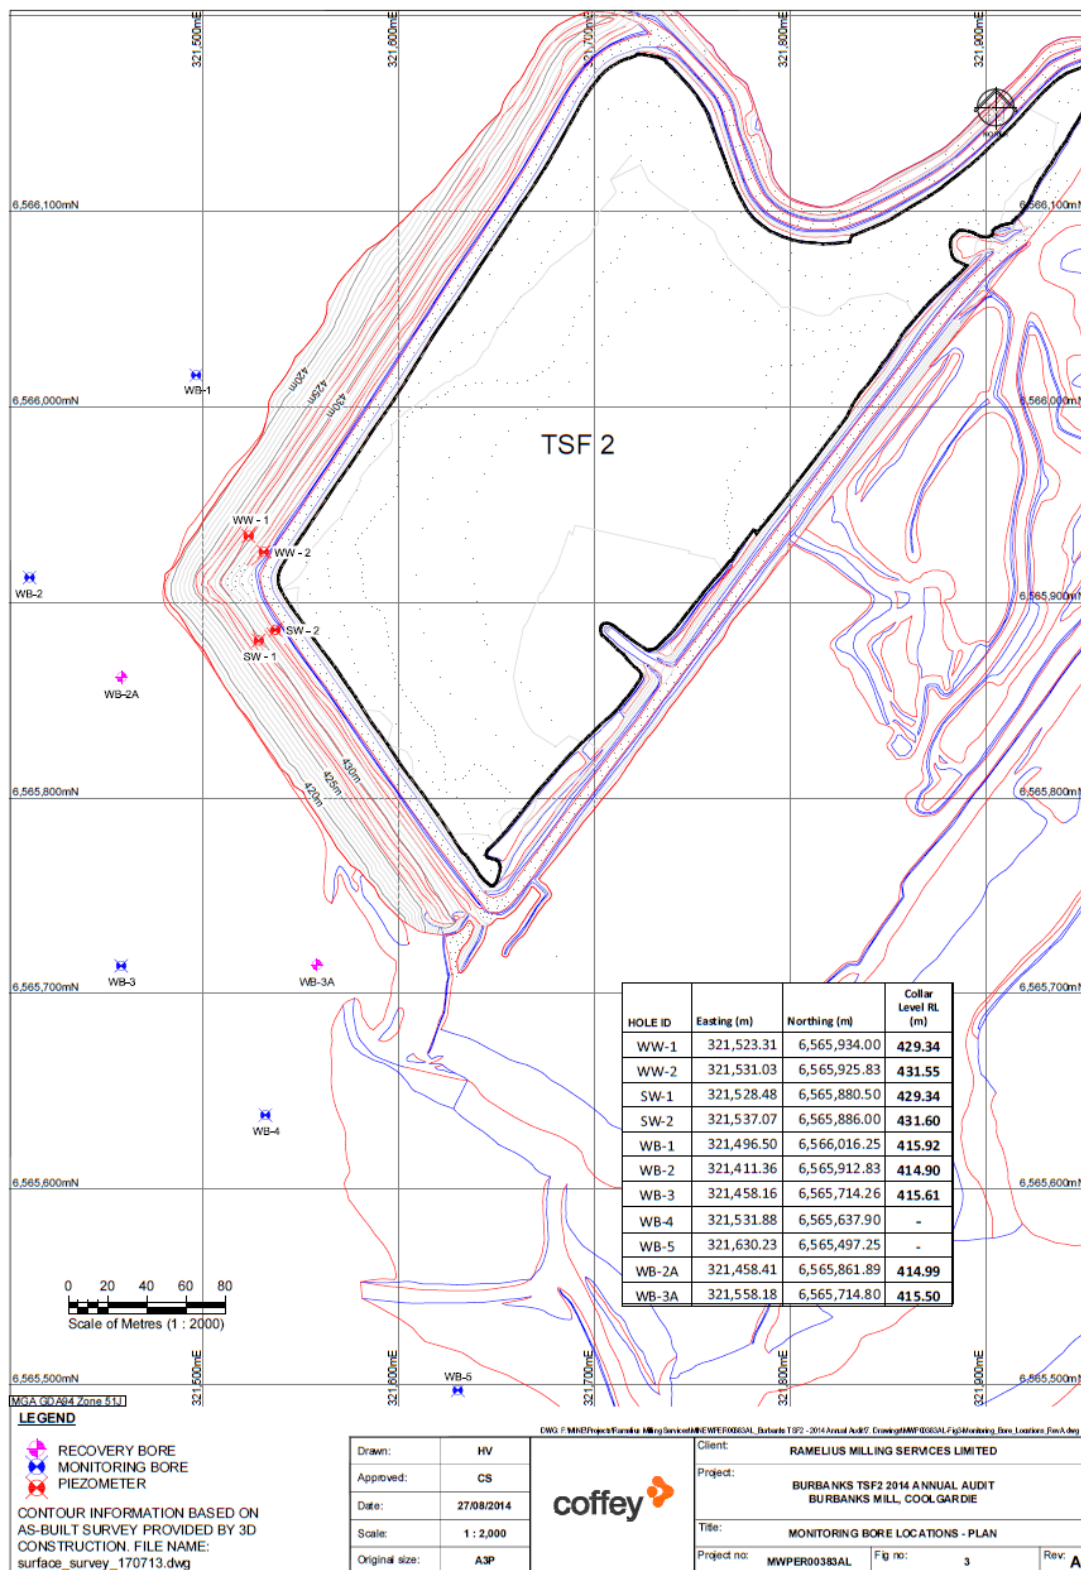 321,500mE
321,600mE
321,700mE
321,800mE
321,900mE
6,566,100mN
6,566,100mN
420m
425m
430m
WB-1
6,566,000mN
6,566,000mN
TSF 2
WW - 1
WW - 2
WB-2
6,565,900mN
6,565,900mN
SW - 2
SW - 1
WB-2A
430m
425m
420m
6,565,800mN
6,565,800mN
WB-3
WB-3A
6,565,700mN
6,565,700mN
HOLE ID Easting (m) Northing (m) Collar Level RL (m)
WW-1 321,523.31 6,565,934.00 429.34
WW-2 321,531.03 6,565,925.83 431.55
SW-1 321,528.48 6,565,880.50 429.34
SW-2 321,537.07 6,565,886.00 431.60
WB-1 321,496.50 6,566,016.25 415.92
WB-2 321,411.36 6,565,912.83 414.90
WB-3 321,458.16 6,565,714.26 415.61
WB-4 321,531.88 6,565,637.90 -
WB-5 321,630.23 6,565,497.25 -
WB-2A 321,458.41 6,565,861.89 414.99
WB-3A 321,558.18 6,565,714.80 415.50
WB-4
6,565,600mN
6,565,600mN
0 20 40 60 80
Scale of Metres (1 : 2000)
321,500mE
321,600mE
321,700mE
321,800mE
321,900mE
WB-5
6,565,500mN
6,565,500mN
MGA GDA94 Zone 51J
LEGEND
RECOVERY BORE
MONITORING BORE
PIEZOMETER
CONTOUR INFORMATION BASED ON
AS-BUILT SURVEY PROVIDED BY 3D
CONSTRUCTION. FILE NAME:
surface_survey_170713.dwg
Drawn: HV
Approved: CS
Date: 27/08/2014
Scale: 1 : 2,000
Original size: A3P
coffey
Client:
RAMELIUS MILLING SERVICES LIMITED
Project:
BURBANKS TSF2 2014 ANNUAL AUDIT
BURBANKS MILL, COOLGARDIE
Title:
MONITORING BORE LOCATIONS - PLAN
Project no: MWPER00383AL
Fig no: 3
Rev: A